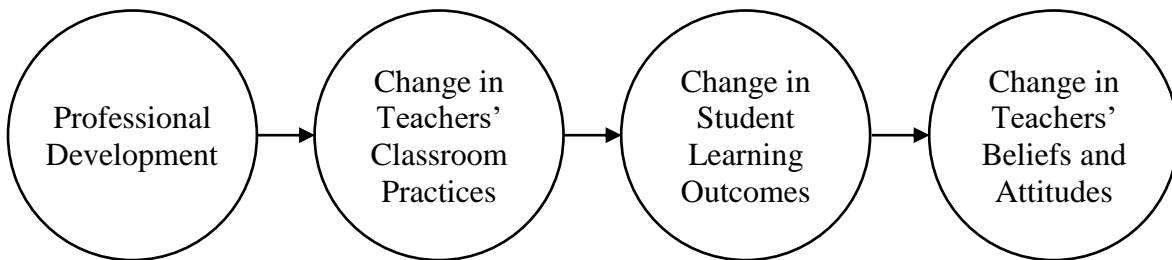 Professional
Development
Change in
Teachers’
Classroom
Practices
Change in
Student
Learning
Outcomes
Change in
Teachers’
Beliefs and
Attitudes